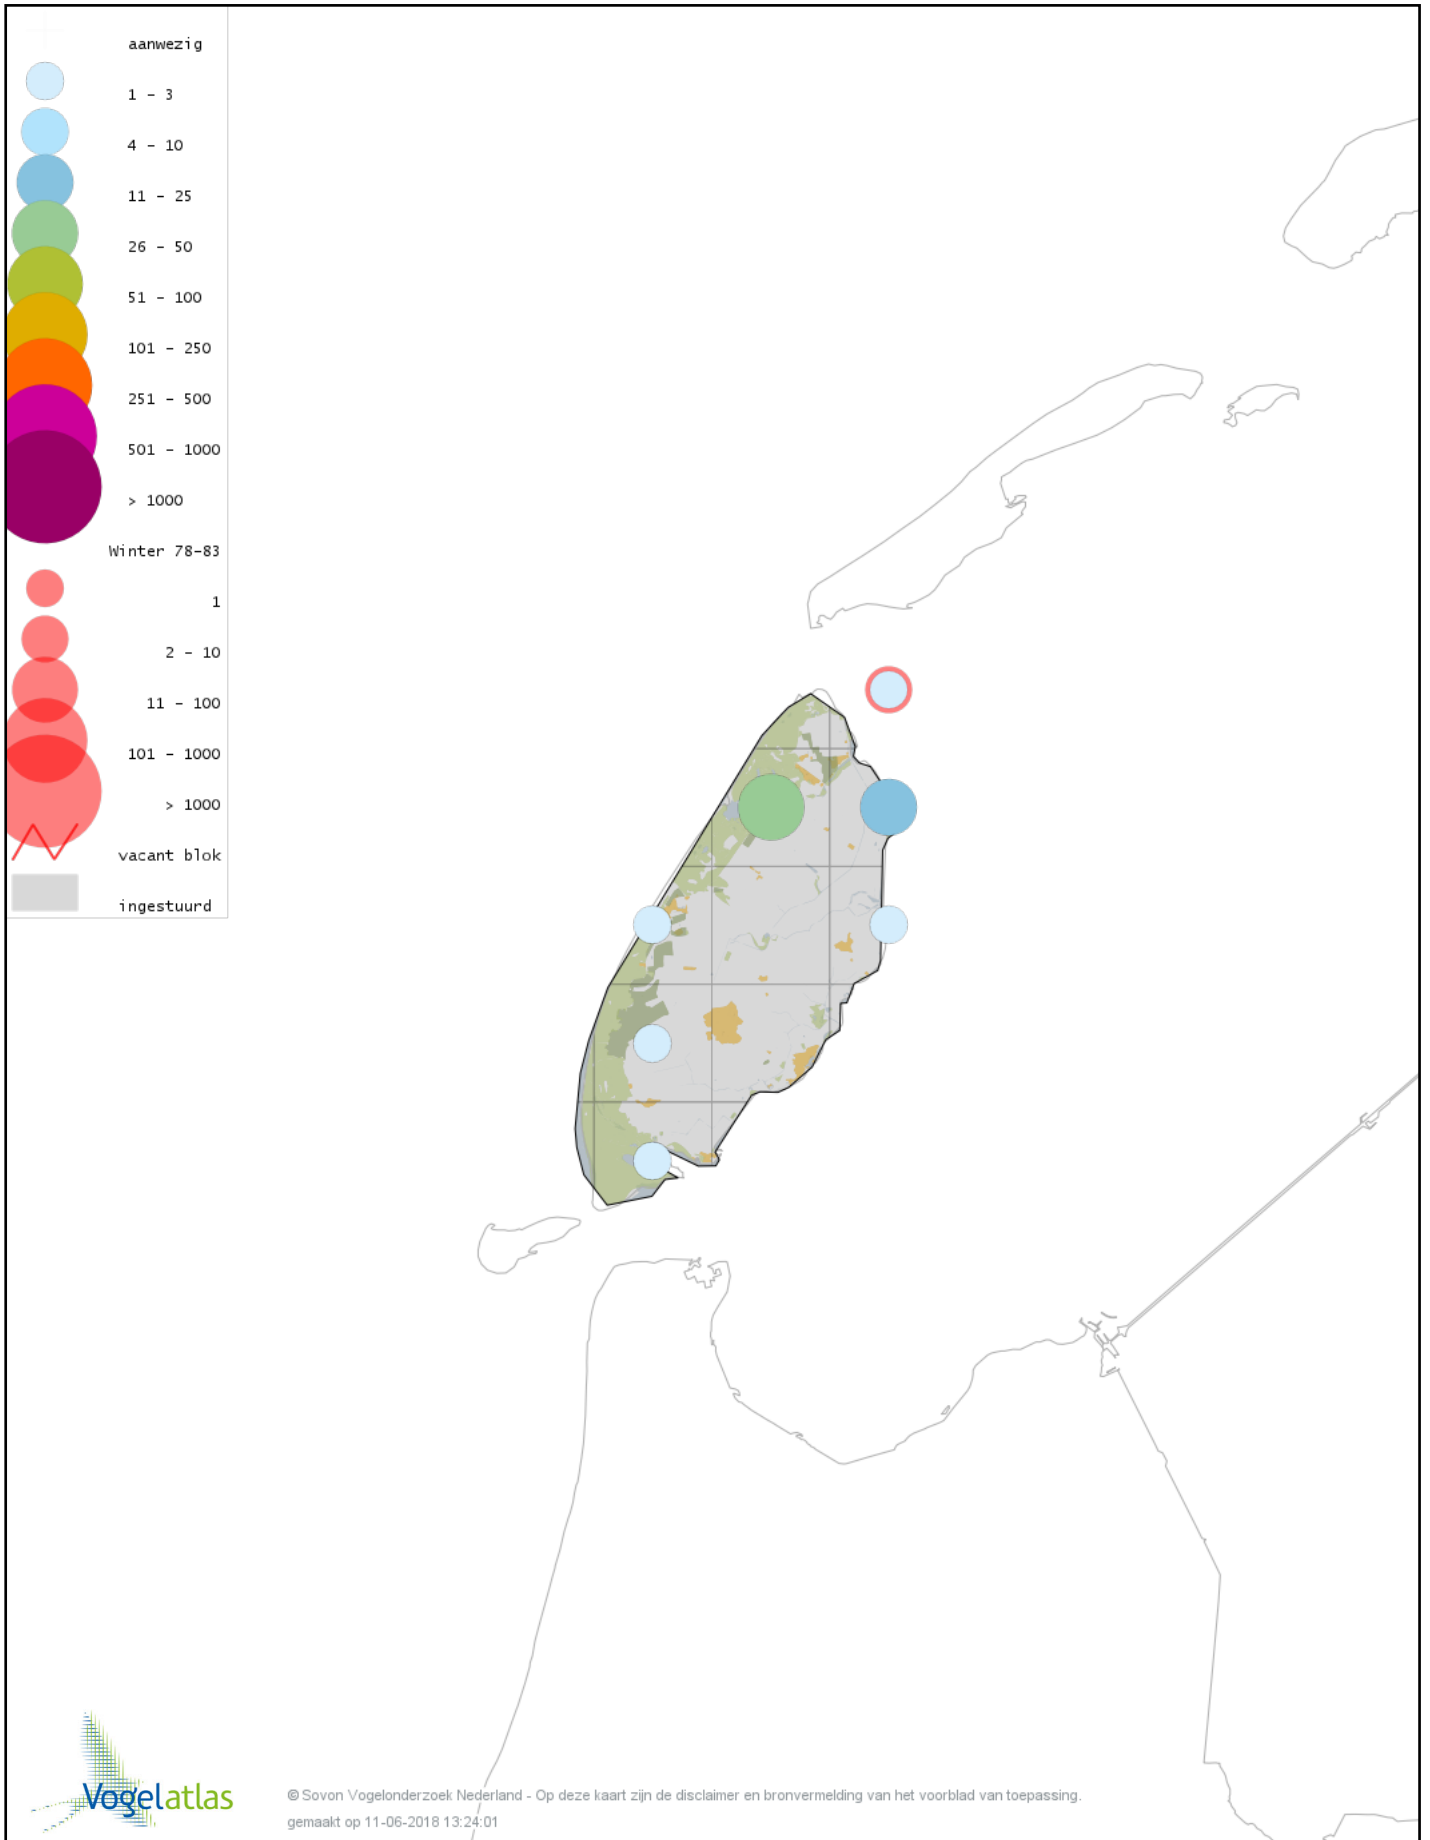 aanwezig
1 - 3
4 - 10
11 - 25
26 - 50
51 - 100
101 - 250
251 - 500
501 - 1000
> 1000
Winter 78-83
1
2 - 10
11 - 100
101 - 1000
> 1000
vacant blok
ingestuurd
Vogelatlas
© Sovon Vogelonderzoek Nederland - Op deze kaart zijn de disclaimer en bronvermelding van het voorblad van toepassing.
gemaakt op 11-06-2018 13:24:01